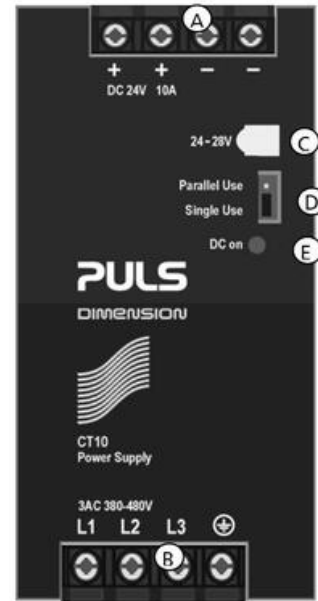 A
+ + − −
DC 24V 10A
24–28V C
Parallel Use
D
Single Use
DC on E
PULS
DIMENSION
CT10
Power Supply
3AC 380-480V
L1 L2 L3
B